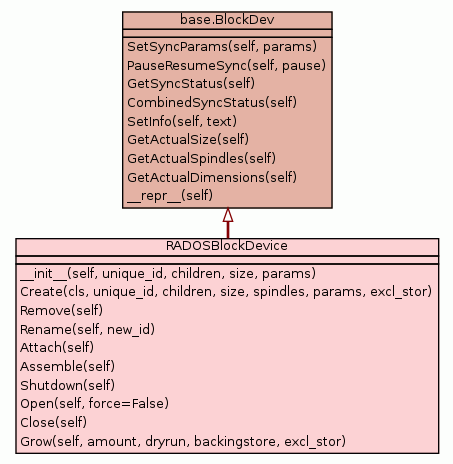 base.BlockDev
SetSyncParams(self, params)
PauseResumeSync(self, pause)
GetSyncStatus(self)
CombinedSyncStatus(self)
SetInfo(self, text)
GetActualSize(self)
GetActualSpindles(self)
GetActualDimensions(self)
__repr__(self)
RADOSBlockDevice
__init__(self, unique_id, children, size, params)
Create(cls, unique_id, children, size, spindles, params, excl_stor)
Remove(self)
Rename(self, new_id)
Attach(self)
Assemble(self)
Shutdown(self)
Open(self, force=False)
Close(self)
Grow(self, amount, dryrun, backingstore, excl_stor)